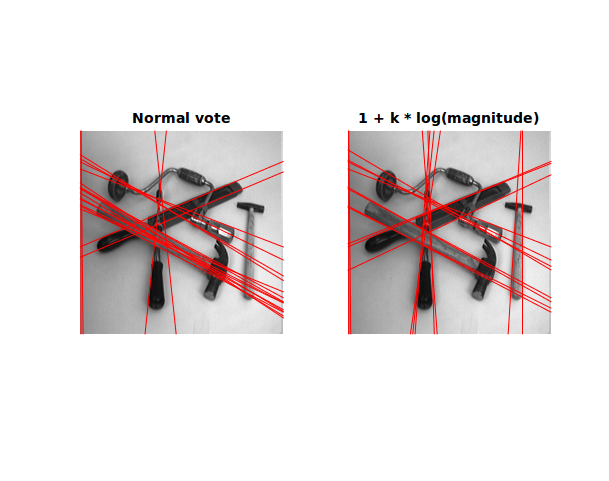 Normal vote
1 + k * log(magnitude)